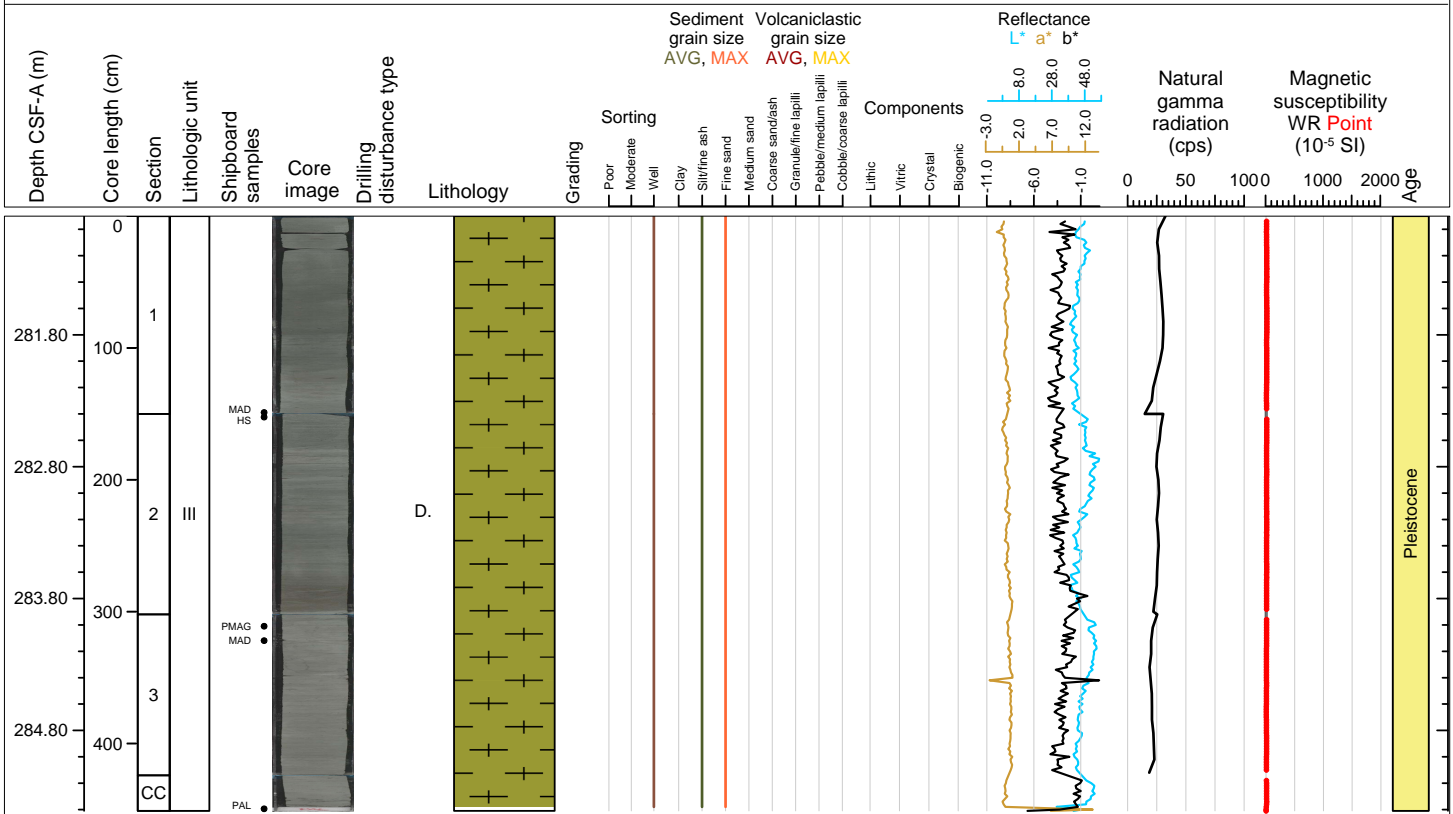 Depth CSF-A (m)
Core length (cm)
Section
Lithologic unit
Shipboard
samples
Core
image
Drilling
disturbance type
Lithology
Grading
Sorting
Poor
Moderate
Well
Sediment
grain size
AVG, MAX
Volcaniclastic
grain size
AVG, MAX
Clay
Silt/fine ash
Fine sand
Medium sand
Coarse sand/ash
Granule/fine lapilli
Pebble/medium lapilli
Cobble/coarse lapilli
Components
Lithic
Vitric
Crystal
Biogenic
Reflectance
L* a* b*
8.0 28.0 48.0
-3.0 2.0 7.0 12.0
-11.0 -6.0 -1.0
Natural
gamma
radiation
(cps)
0 50 100
Magnetic
susceptibility
WR Point
(10-5 SI)
0 1000 2000
Age
0
1
281.80
100
MAD
HS
282.80
200
2
III
D.
Pleistocene
283.80
300
PMAG
MAD
3
284.80
400
CC
PAL